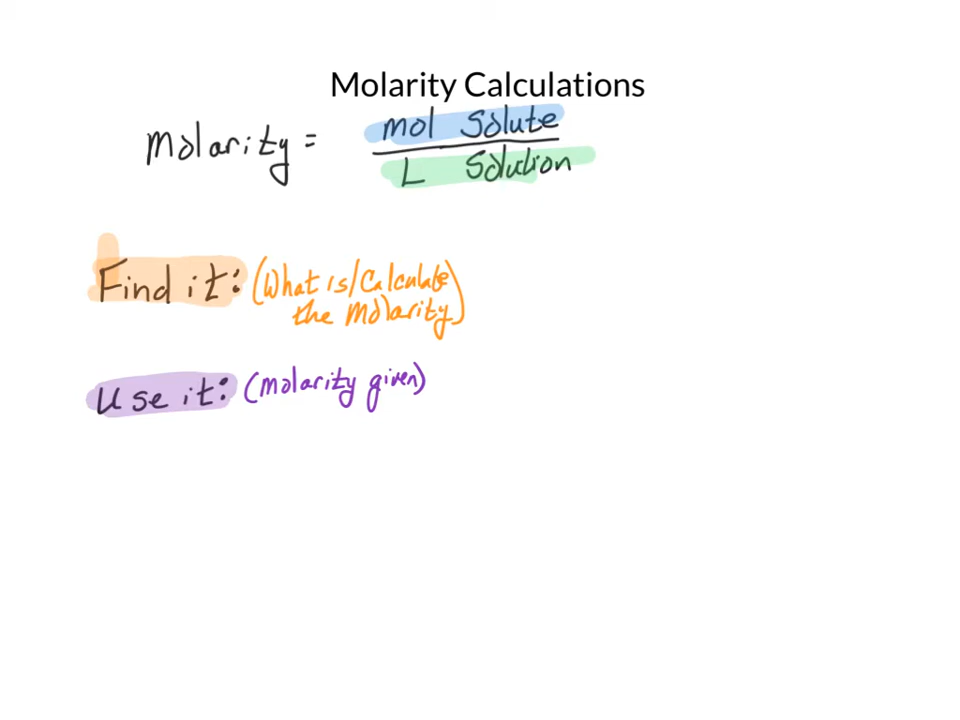 Molarity Calculations
Molarity = mol Solute
L Solution
Find it: (What is/Calculate
the Molarity)
Use it: (Molarity given)